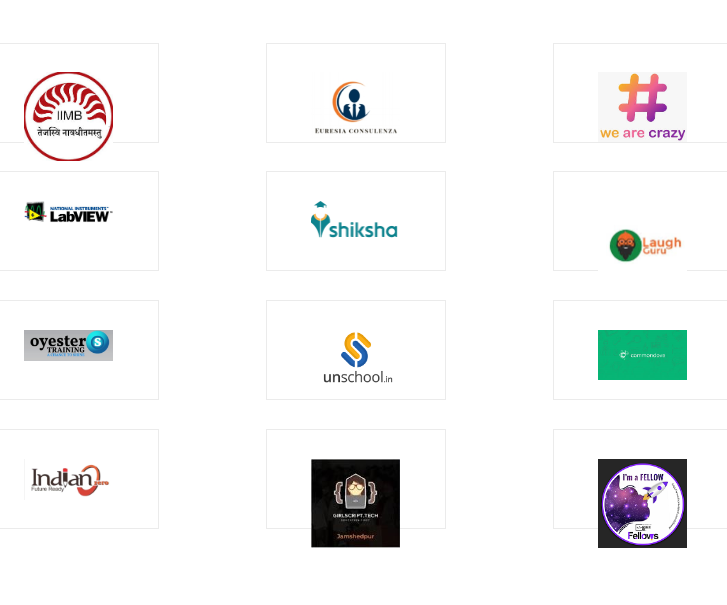 IIMB
तेजस्वि नावधीतमस्तु
EURESIA CONSULENZA
#
we are crazy
NATIONAL INSTRUMENTS
LabVIEW
shiksha
Laugh
Guru
oyester
S
TRAINING
unschool.in
Indian
Future Ready
GIRLSCRIPT.TECH
Jamshedpur
I'm a FELLOW
Fellows